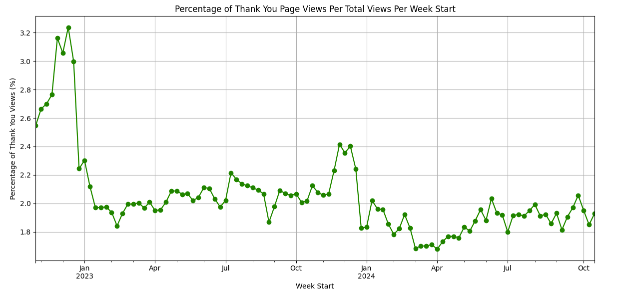 Percentage of Thank You Page Views Per Total Views Per Week Start
Percentage of Thank You Views (%)
3.2
3.0
2.8
2.6
2.4
2.2
2.0
1.8
Jan
2023
Apr
Jul
Oct
Jan
2024
Apr
Jul
Oct
Week Start